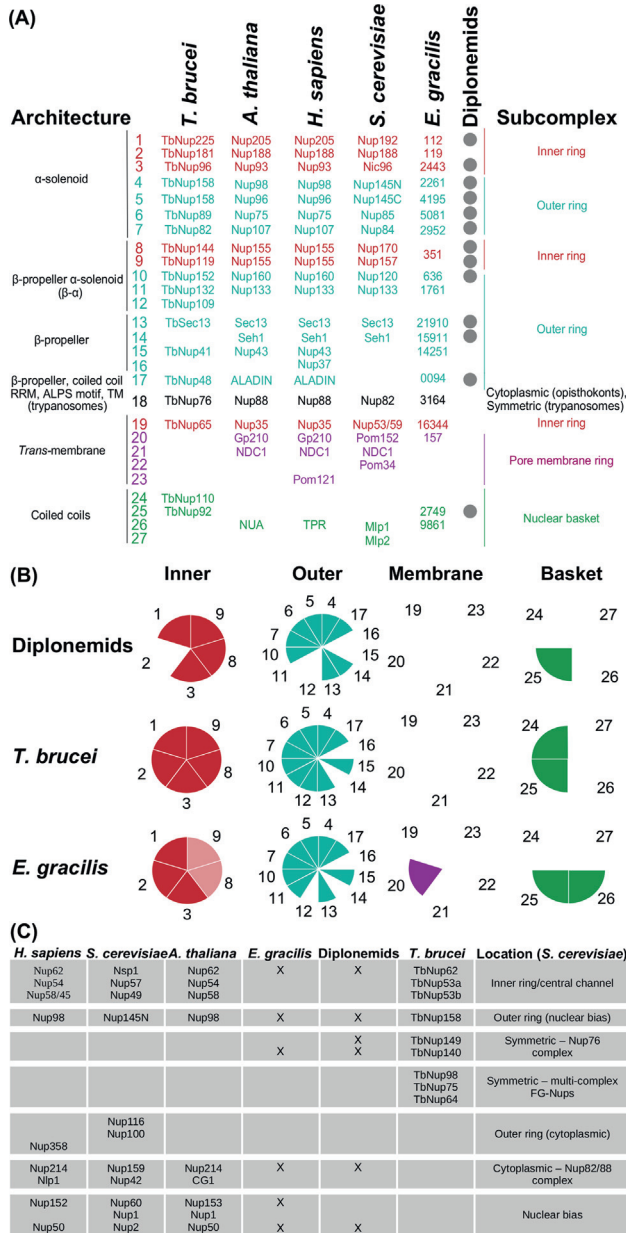 (A)
Architecture T. brucei A. thaliana H. sapiens S. cerevisiae E. gracilis Diplonemids Subcomplex
α-solenoid
1 TbNup225 Nup205 Nup205 Nup192 112
2 TbNup181 Nup188 Nup188 Nup188 119
3 TbNup96 Nup93 Nup93 Nic96 2443
Inner ring
4 TbNup158 Nup98 Nup98 Nup145N 2261
5 TbNup158 Nup96 Nup96 Nup145C 4195
6 TbNup89 Nup75 Nup75 Nup85 5081
7 TbNup82 Nup107 Nup107 Nup84 2952
Outer ring
β-propeller α-solenoid
(β-α)
8 TbNup144 Nup155 Nup155 Nup170
9 TbNup119 Nup155 Nup155 Nup157
351
Inner ring
10 TbNup152 Nup160 Nup160 Nup120 636
11 TbNup132 Nup133 Nup133 Nup133 1761
12 TbNup109
β-propeller
13 TbSec13 Sec13 Sec13 Sec13 21910
14 Seh1 Seh1 Seh1 15911
15 TbNup41 Nup43 Nup43 14251
16 Nup37
Outer ring
β-propeller, coiled coil
RRM, ALPS motif, TM
(trypanosomes)
17 TbNup48 ALADIN ALADIN 0094
18 TbNup76 Nup88 Nup88 Nup82 3164
Cytoplasmic (opisthokonts),
Symmetric (trypanosomes)
Trans-membrane
19 TbNup65 Nup35 Nup35 Nup53/59 16344 Inner ring
20 Gp210 Gp210 Pom152 157
21 NDC1 NDC1 NDC1
22 Pom34
23 Pom121
Pore membrane ring
Coiled coils
24 TbNup110
25 TbNup92 2749
26 NUA TPR Mlp1 9861
27 Mlp2
Nuclear basket
(B)
Inner Outer Membrane Basket
Diplonemids
1 9 2 8 3
5 4 6 17 7 16 10 15 11 14 12 13
19 23 20 22 21
24 27 25 26
T. brucei
1 9 2 8 3
5 4 6 17 7 16 10 15 11 14 12 13
19 23 20 22 21
24 27 25 26
E. gracilis
1 9 2 8 3
5 4 6 17 7 16 10 15 11 14 12 13
19 23 20 22 21
24 27 25 26
(C)
H. sapiens S. cerevisiae A. thaliana E. gracilis Diplonemids T. brucei Location (S. cerevisiae)
Nup62 Nsp1 Nup62 X X TbNup62
Nup54 Nup57 Nup54 TbNup53a Inner ring/central channel
Nup58/45 Nup49 Nup58 TbNup53b
Nup98 Nup145N Nup98 X X TbNup158 Outer ring (nuclear bias)
X TbNup149 Symmetric – Nup76
X X TbNup140 complex
TbNup98
TbNup75 Symmetric – multi-complex
TbNup64 FG-Nups
Nup116
Nup100 Outer ring (cytoplasmic)
Nup358
Nup214 Nup159 Nup214 X X Cytoplasmic – Nup82/88
Nlp1 Nup42 CG1 complex
Nup152 Nup60 Nup153 X
Nup1 Nup1 Nuclear bias
Nup50 Nup2 Nup50 X X